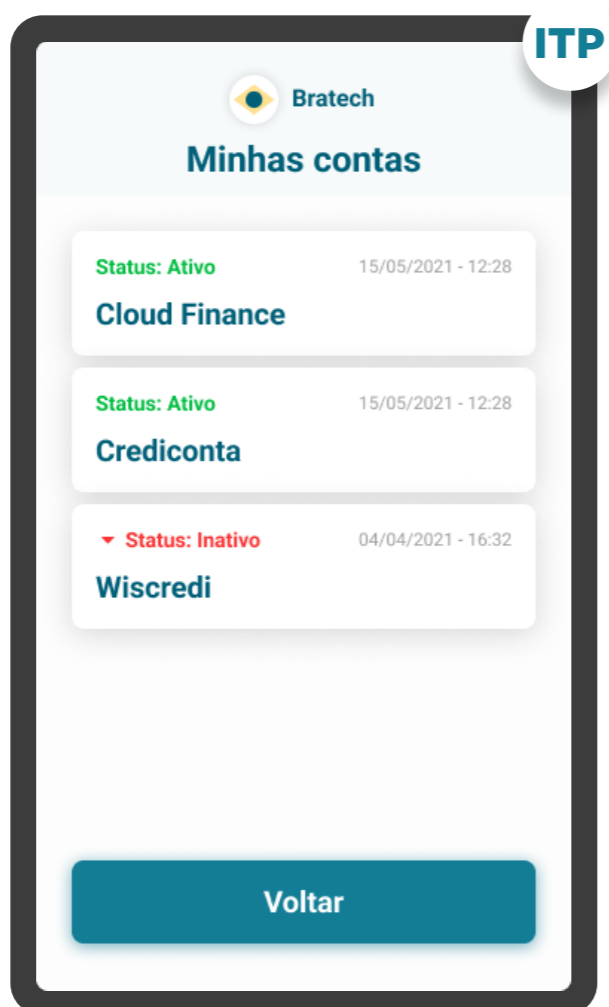 ITP
Bratech
Minhas contas
Status: Ativo 15/05/2021 - 12:28
Cloud Finance
Status: Ativo 15/05/2021 - 12:28
Crediconta
Status: Inativo 04/04/2021 - 16:32
Wiscredi
Voltar